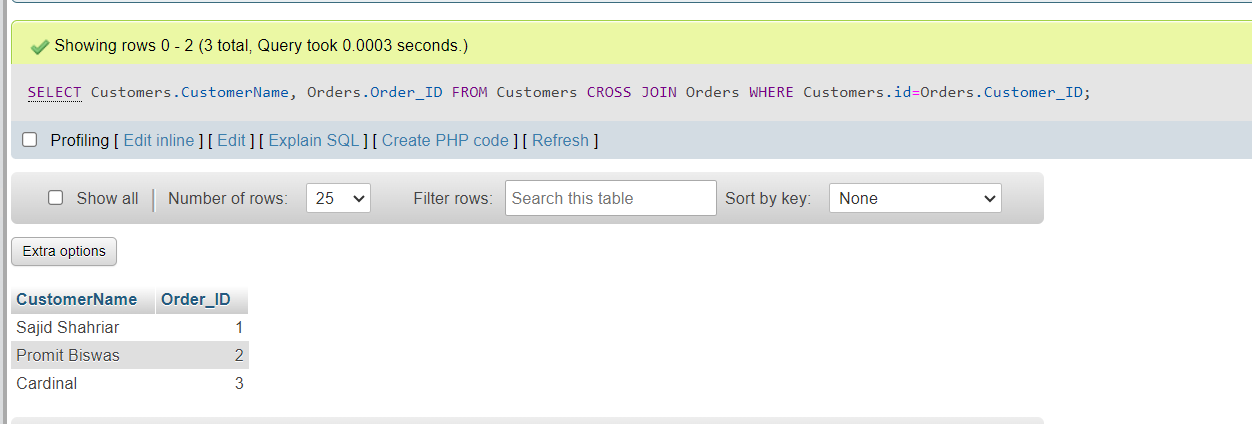 Showing rows 0 - 2 (3 total, Query took 0.0003 seconds.)
SELECT Customers.CustomerName, Orders.Order_ID FROM Customers CROSS JOIN Orders WHERE Customers.id=Orders.Customer_ID;
Profiling [ Edit inline ] [ Edit ] [ Explain SQL ] [ Create PHP code ] [ Refresh ]
Show all Number of rows: 25 Filter rows: Search this table Sort by key: None
Extra options
CustomerName Order_ID
Sajid Shahriar 1
Promit Biswas 2
Cardinal 3